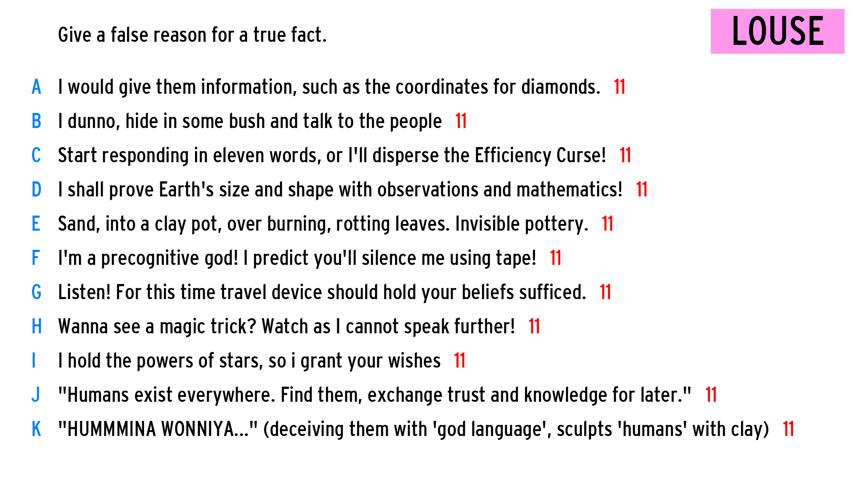 Give a false reason for a true fact.
LOUSE
A I would give them information, such as the coordinates for diamonds. 11
B I dunno, hide in some bush and talk to the people 11
C Start responding in eleven words, or I'll disperse the Efficiency Curse! 11
D I shall prove Earth's size and shape with observations and mathematics! 11
E Sand, into a clay pot, over burning, rotting leaves. Invisible pottery. 11
F I'm a precognitive god! I predict you'll silence me using tape! 11
G Listen! For this time travel device should hold your beliefs sufficed. 11
H Wanna see a magic trick? Watch as I cannot speak further! 11
I I hold the powers of stars, so i grant your wishes 11
J "Humans exist everywhere. Find them, exchange trust and knowledge for later." 11
K "HUMMMINA WONNIYA..." (deceiving them with 'god language', sculpts 'humans' with clay) 11